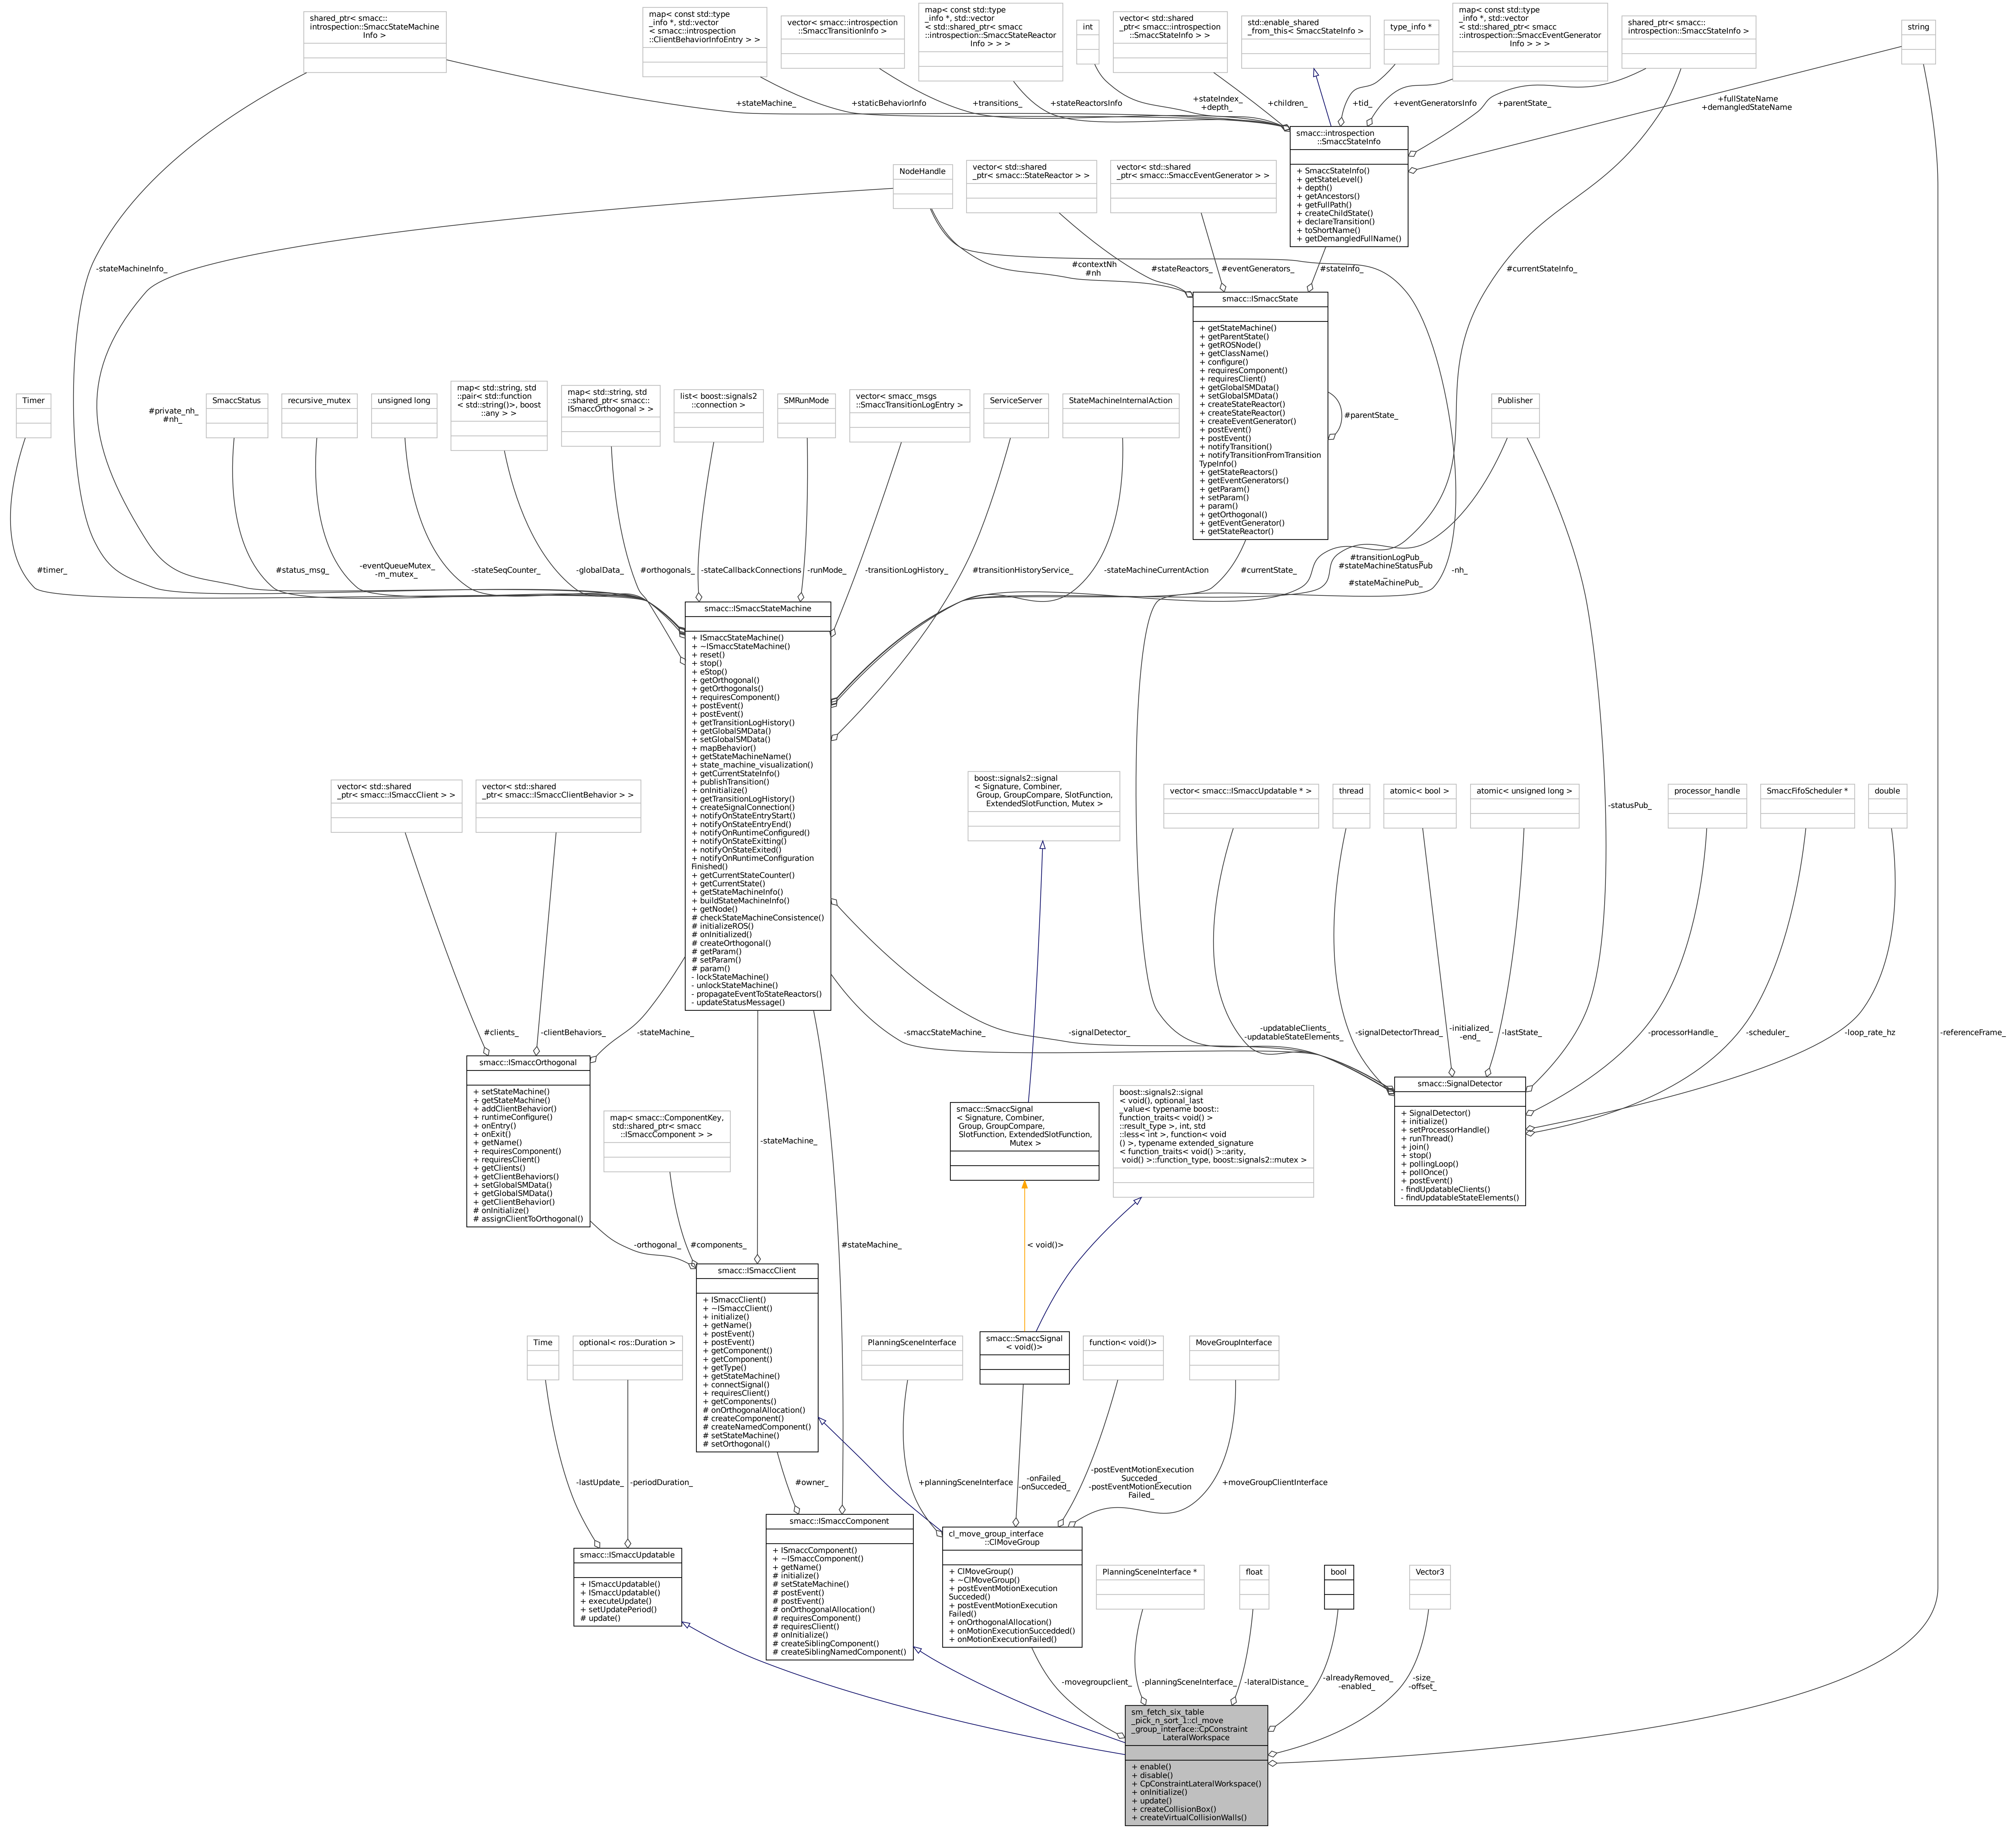 shared_ptr< smacc::
introspection::SmaccStateMachine
Info >
map< const std::type
_info *, std::vector
< smacc::introspection
::ClientBehaviorInfoEntry > >
vector< smacc::introspection
::SmaccTransitionInfo >
map< const std::type
_info *, std::vector
< std::shared_ptr< smacc
::introspection::SmaccStateReactor
Info > > >
int
vector< std::shared
_ptr< smacc::introspection
::SmaccStateInfo > >
std::enable_shared
_from_this< SmaccStateInfo >
type_info *
map< const std::type
_info *, std::vector
< std::shared_ptr< smacc
::introspection::SmaccEventGenerator
Info > > >
shared_ptr< smacc::
introspection::SmaccStateInfo >
string
+stateMachine_
+staticBehaviorInfo
+transitions_
+stateReactorsInfo
+stateIndex_
+depth_
+children_
+tid_
+eventGeneratorsInfo
+parentState_
+fullStateName
+demangledStateName
smacc::introspection
::SmaccStateInfo
+ SmaccStateInfo()
+ getStateLevel()
+ depth()
+ getAncestors()
+ getFullPath()
+ createChildState()
+ declareTransition()
+ toShortName()
+ getDemangledFullName()
NodeHandle
vector< std::shared
_ptr< smacc::StateReactor > >
vector< std::shared
_ptr< smacc::SmaccEventGenerator > >
-stateMachineInfo_
#contextNh
#nh
#stateReactors_
#eventGenerators_
#stateInfo_
#currentStateInfo_
smacc::ISmaccState
+ getStateMachine()
+ getParentState()
+ getROSNode()
+ getClassName()
+ configure()
+ requiresComponent()
+ requiresClient()
+ getGlobalSMData()
+ setGlobalSMData()
+ createStateReactor()
+ createStateReactor()
+ createEventGenerator()
+ postEvent()
+ postEvent()
+ notifyTransition()
+ notifyTransitionFromTransition
TypeInfo()
+ getStateReactors()
+ getEventGenerators()
+ getParam()
+ setParam()
+ param()
+ getOrthogonal()
+ getEventGenerator()
+ getStateReactor()
#parentState_
Timer
#private_nh_
#nh_
SmaccStatus
recursive_mutex
unsigned long
map< std::string, std
::pair< std::function
< std::string()>, boost
::any > >
map< std::string, std
::shared_ptr< smacc::
ISmaccOrthogonal > >
list< boost::signals2
::connection >
SMRunMode
vector< smacc_msgs
::SmaccTransitionLogEntry >
ServiceServer
StateMachineInternalAction
Publisher
#timer_
#status_msg_
-eventQueueMutex_
-m_mutex_
-stateSeqCounter_
-globalData_
#orthogonals_
-stateCallbackConnections
-runMode_
-transitionLogHistory_
#transitionHistoryService_
-stateMachineCurrentAction
#currentState_
#transitionLogPub_
#stateMachineStatusPub
_
#stateMachinePub_
-nh_
smacc::ISmaccStateMachine
+ ISmaccStateMachine()
+ ~ISmaccStateMachine()
+ reset()
+ stop()
+ eStop()
+ getOrthogonal()
+ getOrthogonals()
+ requiresComponent()
+ postEvent()
+ postEvent()
+ getTransitionLogHistory()
+ getGlobalSMData()
+ setGlobalSMData()
+ mapBehavior()
+ getStateMachineName()
+ state_machine_visualization()
+ getCurrentStateInfo()
+ publishTransition()
+ onInitialize()
+ getTransitionLogHistory()
+ createSignalConnection()
+ notifyOnStateEntryStart()
+ notifyOnStateEntryEnd()
+ notifyOnRuntimeConfigured()
+ notifyOnStateExitting()
+ notifyOnStateExited()
+ notifyOnRuntimeConfiguration
Finished()
+ getCurrentStateCounter()
+ getCurrentState()
+ getStateMachineInfo()
+ buildStateMachineInfo()
+ getNode()
# checkStateMachineConsistence()
# initializeROS()
# onInitialized()
# createOrthogonal()
# getParam()
# setParam()
# param()
- lockStateMachine()
- unlockStateMachine()
- propagateEventToStateReactors()
- updateStatusMessage()
vector< std::shared
_ptr< smacc::ISmaccClient > >
vector< std::shared
_ptr< smacc::ISmaccClientBehavior > >
boost::signals2::signal
< Signature, Combiner,
Group, GroupCompare, SlotFunction,
ExtendedSlotFunction, Mutex >
vector< smacc::ISmaccUpdatable * >
thread
atomic< bool >
atomic< unsigned long >
-statusPub_
processor_handle
SmaccFifoScheduler *
double
#clients_
-clientBehaviors_
-stateMachine_
-smaccStateMachine_
-signalDetector_
-updatableClients_
-updatableStateElements_
-signalDetectorThread_
-initialized_
-end_
-lastState_
-processorHandle_
-scheduler_
-loop_rate_hz
-referenceFrame_
smacc::ISmaccOrthogonal
+ setStateMachine()
+ getStateMachine()
+ addClientBehavior()
+ runtimeConfigure()
+ onEntry()
+ onExit()
+ getName()
+ requiresComponent()
+ requiresClient()
+ getClients()
+ getClientBehaviors()
+ setGlobalSMData()
+ getGlobalSMData()
+ getClientBehavior()
# onInitialize()
# assignClientToOrthogonal()
smacc::SignalDetector
+ SignalDetector()
+ initialize()
+ setProcessorHandle()
+ runThread()
+ join()
+ stop()
+ pollingLoop()
+ pollOnce()
+ postEvent()
- findUpdatableClients()
- findUpdatableStateElements()
map< smacc::ComponentKey,
std::shared_ptr< smacc
::ISmaccComponent > >
-stateMachine_
smacc::SmaccSignal
< Signature, Combiner,
Group, GroupCompare,
SlotFunction, ExtendedSlotFunction,
Mutex >
boost::signals2::signal
< void(), optional_last
_value< typename boost::
function_traits< void() >
::result_type >, int, std
::less< int >, function< void
() >, typename extended_signature
< function_traits< void() >::arity,
void() >::function_type, boost::signals2::mutex >
-orthogonal_
#components_
#stateMachine_
< void()>
smacc::ISmaccClient
+ ISmaccClient()
+ ~ISmaccClient()
+ initialize()
+ getName()
+ postEvent()
+ postEvent()
+ getComponent()
+ getComponent()
+ getType()
+ getStateMachine()
+ connectSignal()
+ requiresClient()
+ getComponents()
# onOrthogonalAllocation()
# createComponent()
# createNamedComponent()
# setStateMachine()
# setOrthogonal()
Time
optional< ros::Duration >
PlanningSceneInterface
smacc::SmaccSignal
< void()>
function< void()>
MoveGroupInterface
-lastUpdate_
-periodDuration_
#owner_
+planningSceneInterface
-onFailed_
-onSucceded_
-postEventMotionExecution
Succeded_
-postEventMotionExecution
Failed_
+moveGroupClientInterface
smacc::ISmaccComponent
+ ISmaccComponent()
+ ~ISmaccComponent()
+ getName()
# initialize()
# setStateMachine()
# postEvent()
# postEvent()
# onOrthogonalAllocation()
# requiresComponent()
# requiresClient()
# onInitialize()
# createSiblingComponent()
# createSiblingNamedComponent()
cl_move_group_interface
::ClMoveGroup
+ ClMoveGroup()
+ ~ClMoveGroup()
+ postEventMotionExecution
Succeded()
+ postEventMotionExecution
Failed()
+ onOrthogonalAllocation()
+ onMotionExecutionSuccedded()
+ onMotionExecutionFailed()
smacc::ISmaccUpdatable
+ ISmaccUpdatable()
+ ISmaccUpdatable()
+ executeUpdate()
+ setUpdatePeriod()
# update()
PlanningSceneInterface *
float
bool
Vector3
-movegroupclient_
-planningSceneInterface_
-lateralDistance_
-alreadyRemoved_
-enabled_
-size_
-offset_
sm_fetch_six_table
_pick_n_sort_1::cl_move
_group_interface::CpConstraint
LateralWorkspace
+ enable()
+ disable()
+ CpConstraintLateralWorkspace()
+ onInitialize()
+ update()
+ createCollisionBox()
+ createVirtualCollisionWalls()